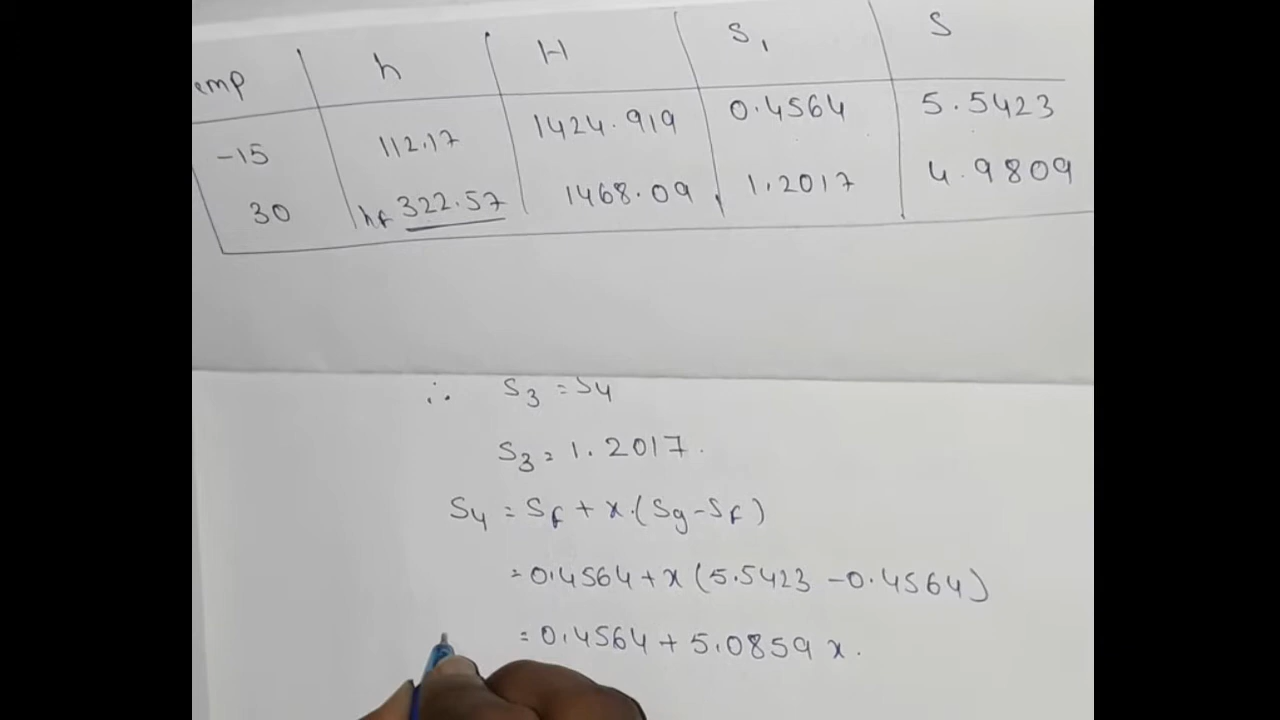 emp h H S₁ S
-15 112.17 1424.919 0.4564 5.5423
30 hf 322.57 1468.09 1.2017 4.9809
∴ S₃ = S₄
S₃ = 1.2017.
S₄ = Sf + x.(Sg - Sf)
= 0.4564 + x (5.5423 - 0.4564)
= 0.4564 + 5.0859 x.